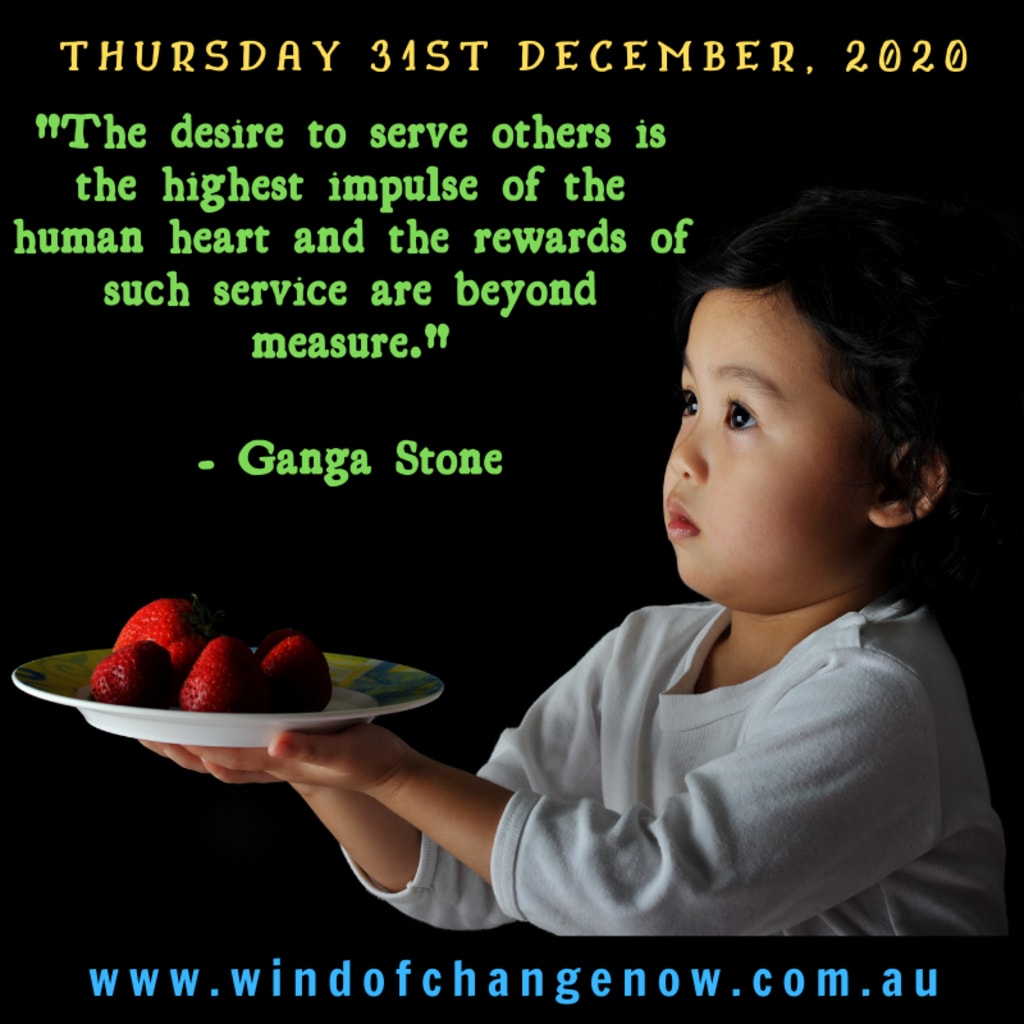 THURSDAY 31ST DECEMBER, 2020
"The desire to serve others is
the highest impulse of the
human heart and the rewards of
such service are beyond
measure."
- Ganga Stone
www.windofchangenow.com.au